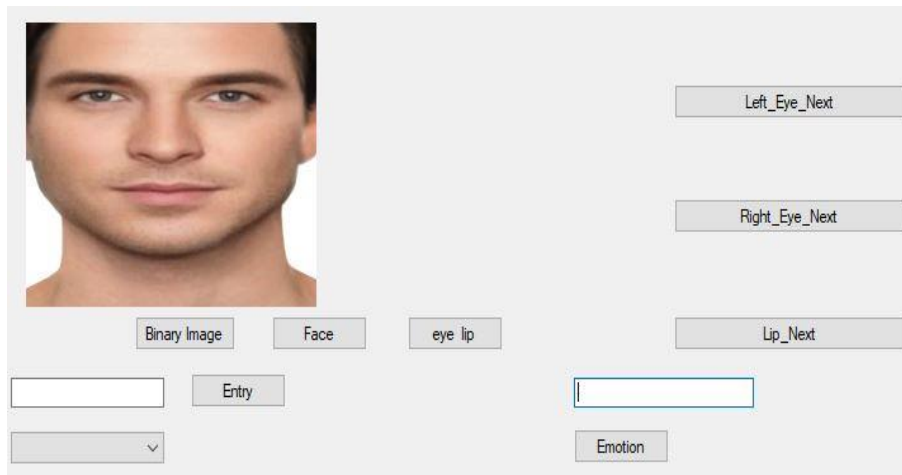 Left_Eye_Next
Right_Eye_Next
Binary Image Face eye lip Lip_Next
Entry
Emotion